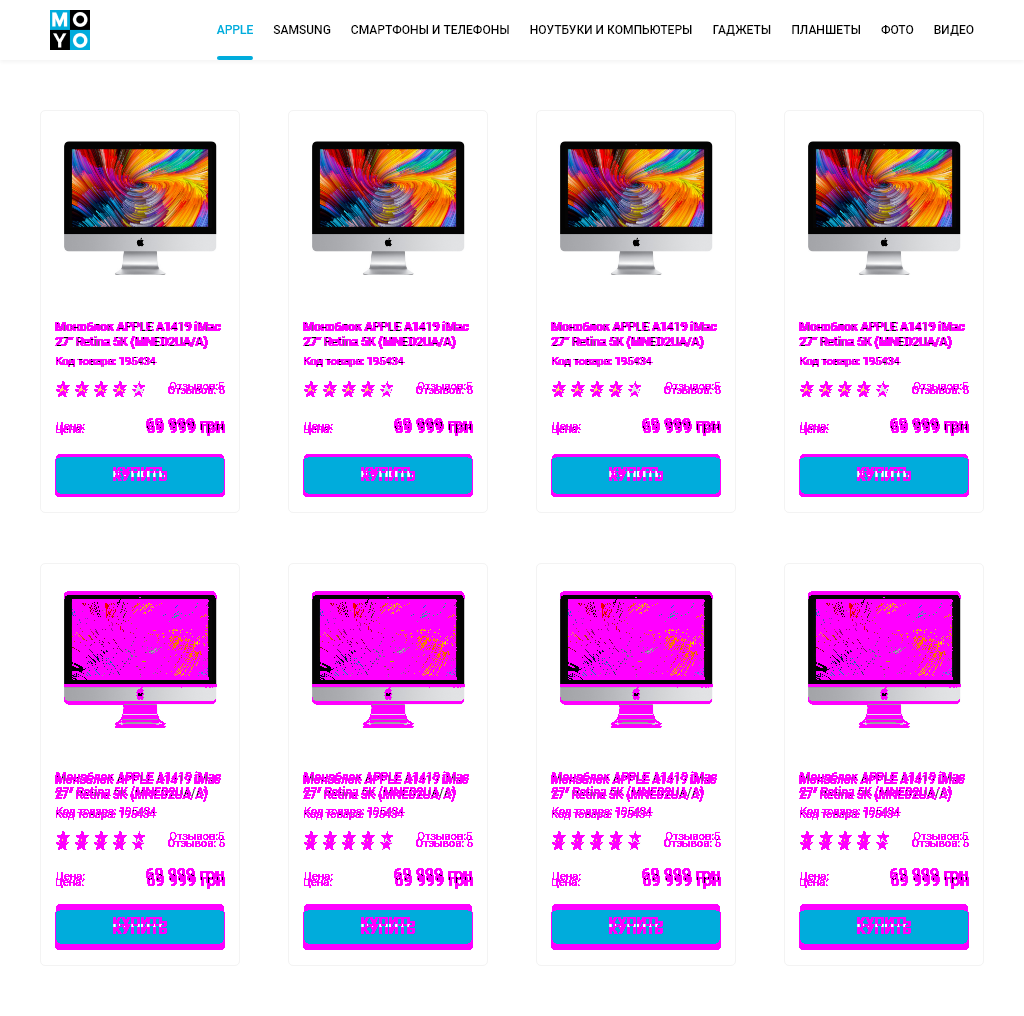 MOYO
APPLE SAMSUNG СМАРТФОНЫ И ТЕЛЕФОНЫ НОУТБУКИ И КОМПЬЮТЕРЫ ГАДЖЕТЫ ПЛАНШЕТЫ ФОТО ВИДЕО
Моноблок APPLE A1419 iMac Моноблок APPLE A1419 iMac Моноблок APPLE A1419 iMac Моноблок APPLE A1419 iMac
27" Retina 5K (MNED2UA/A) 27" Retina 5K (MNED2UA/A) 27" Retina 5K (MNED2UA/A) 27" Retina 5K (MNED2UA/A)
Код товара: 195434 Код товара: 195434 Код товара: 195434 Код товара: 195434
Отзывов: 5 Отзывов: 5 Отзывов: 5 Отзывов: 5
Цена: 69 999 грн Цена: 69 999 грн Цена: 69 999 грн Цена: 69 999 грн
КУПИТЬ КУПИТЬ КУПИТЬ КУПИТЬ
Моноблок APPLE A1419 iMac Моноблок APPLE A1419 iMac Моноблок APPLE A1419 iMac Моноблок APPLE A1419 iMac
27" Retina 5K (MNED2UA/A) 27" Retina 5K (MNED2UA/A) 27" Retina 5K (MNED2UA/A) 27" Retina 5K (MNED2UA/A)
Код товара: 195434 Код товара: 195434 Код товара: 195434 Код товара: 195434
Отзывов: 5 Отзывов: 5 Отзывов: 5 Отзывов: 5
Цена: 69 999 грн Цена: 69 999 грн Цена: 69 999 грн Цена: 69 999 грн
КУПИТЬ КУПИТЬ КУПИТЬ КУПИТЬ